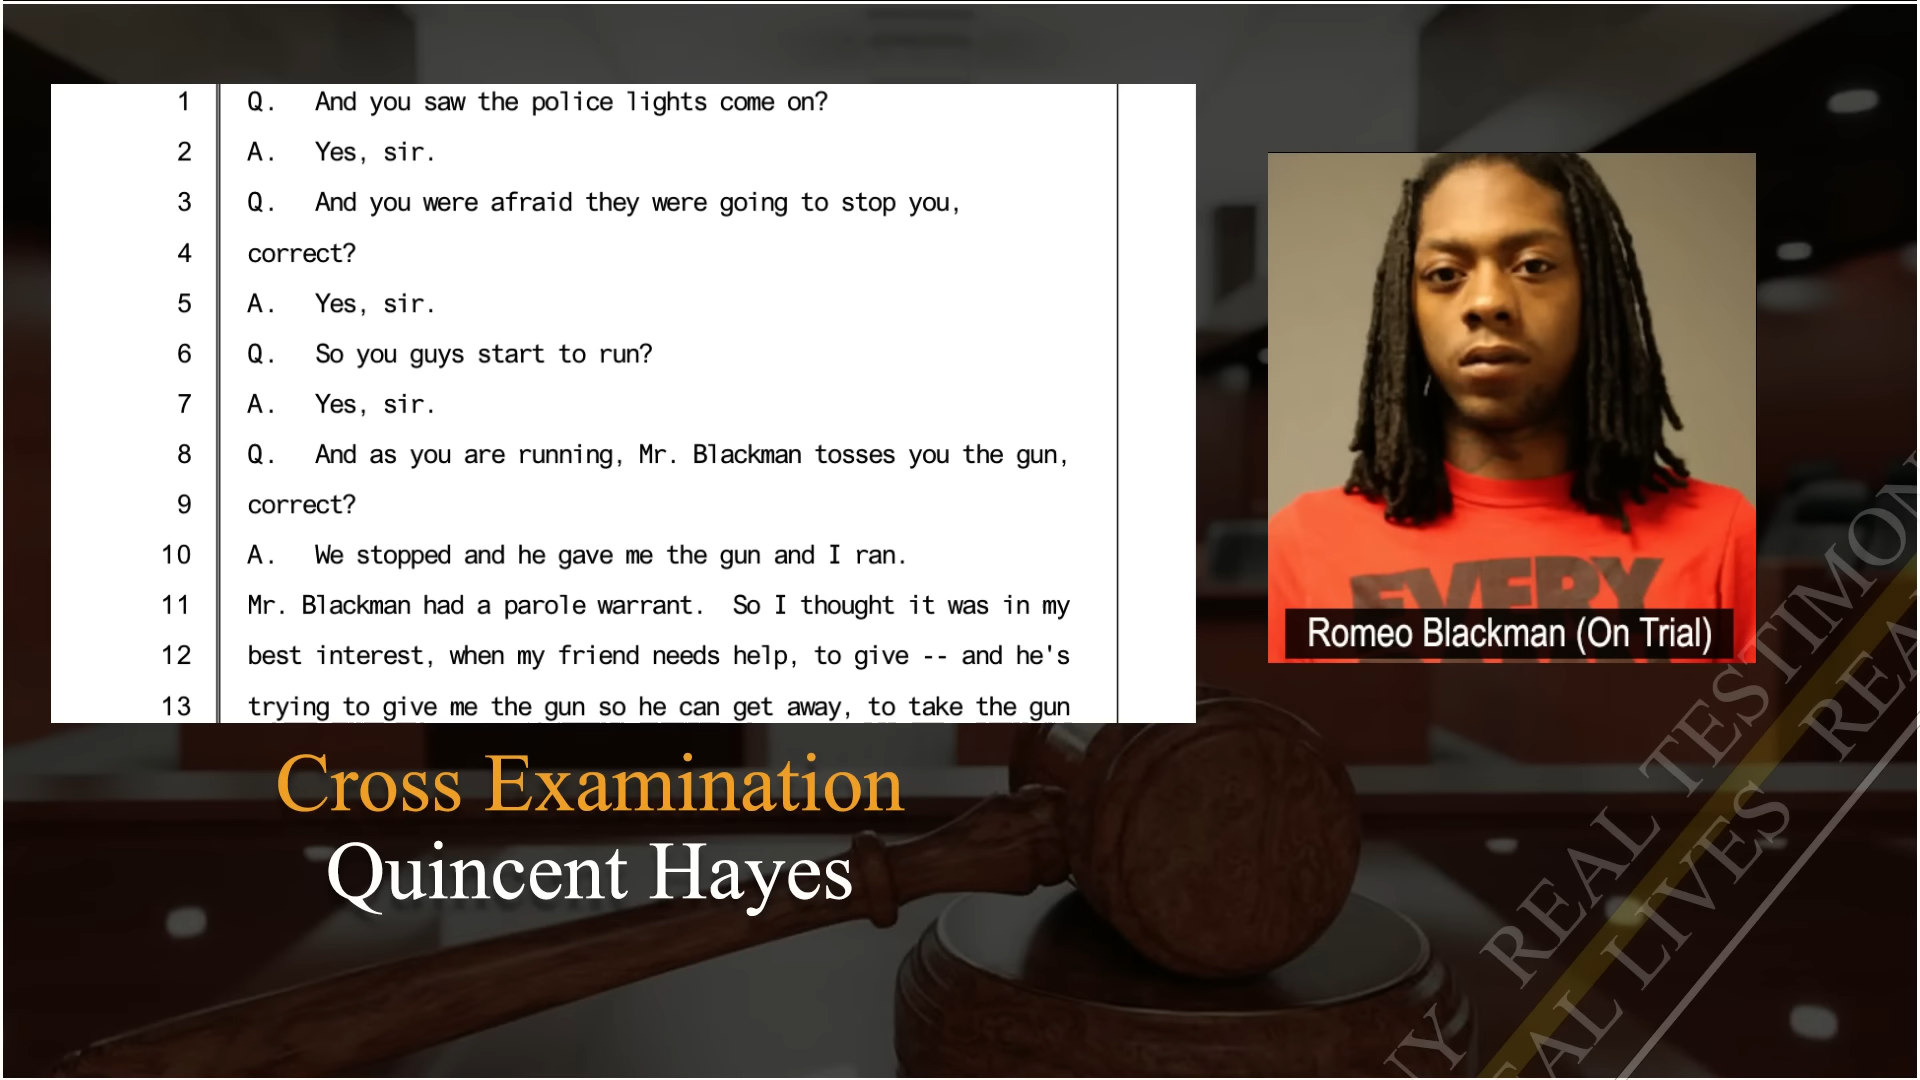 1 Q. And you saw the police lights come on?
2 A. Yes, sir.
3 Q. And you were afraid they were going to stop you,
4 correct?
5 A. Yes, sir.
6 Q. So you guys start to run?
7 A. Yes, sir.
8 Q. And as you are running, Mr. Blackman tosses you the gun,
9 correct?
10 A. We stopped and he gave me the gun and I ran.
11 Mr. Blackman had a parole warrant. So I thought it was in my
12 best interest, when my friend needs help, to give -- and he's
13 trying to give me the gun so he can get away, to take the gun
EVERY
Romeo Blackman (On Trial)
Cross Examination
Quincent Hayes
REAL TESTIMON
LIVES REA